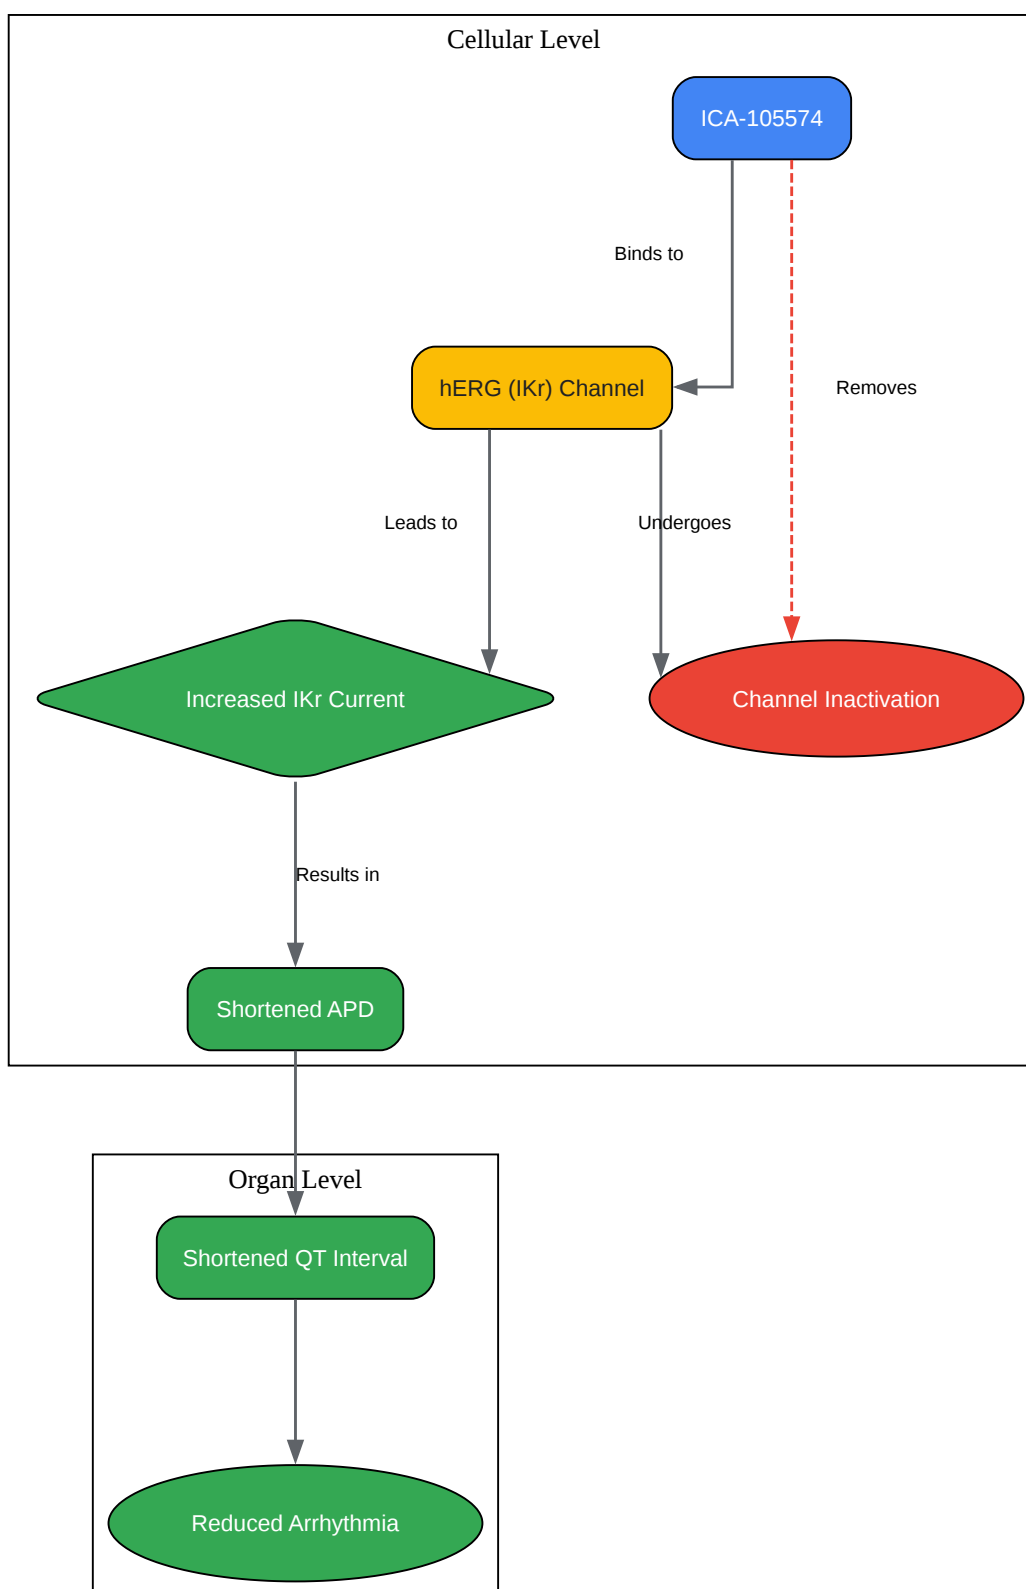 Cellular Level
ICA-105574
Binds to
hERG (IKr) Channel
Removes
Leads to
Undergoes
Increased IKr Current
Channel Inactivation
Results in
Shortened APD
Organ Level
Shortened QT Interval
Reduced Arrhythmia